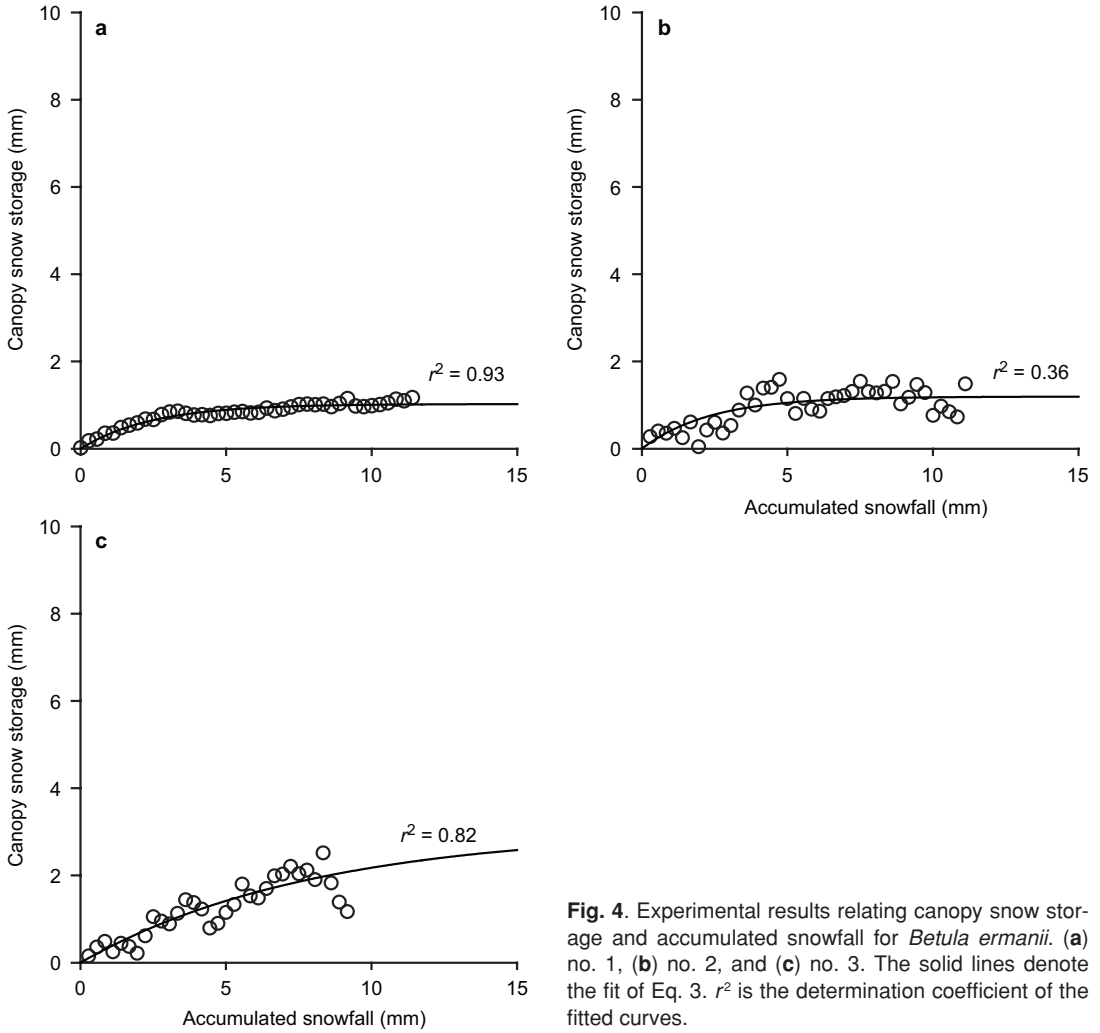 a
10
8
6
4
2
0
Canopy snow storage (mm)
r² = 0.93
0 5 10 15
b
10
8
6
4
2
0
Canopy snow storage (mm)
r² = 0.36
0 5 10 15
Accumulated snowfall (mm)
c
10
8
6
4
2
0
Canopy snow storage (mm)
r² = 0.82
0 5 10 15
Accumulated snowfall (mm)
Fig. 4. Experimental results relating canopy snow stor-
age and accumulated snowfall for Betula ermanii. (a)
no. 1, (b) no. 2, and (c) no. 3. The solid lines denote
the fit of Eq. 3. r² is the determination coefficient of the
fitted curves.